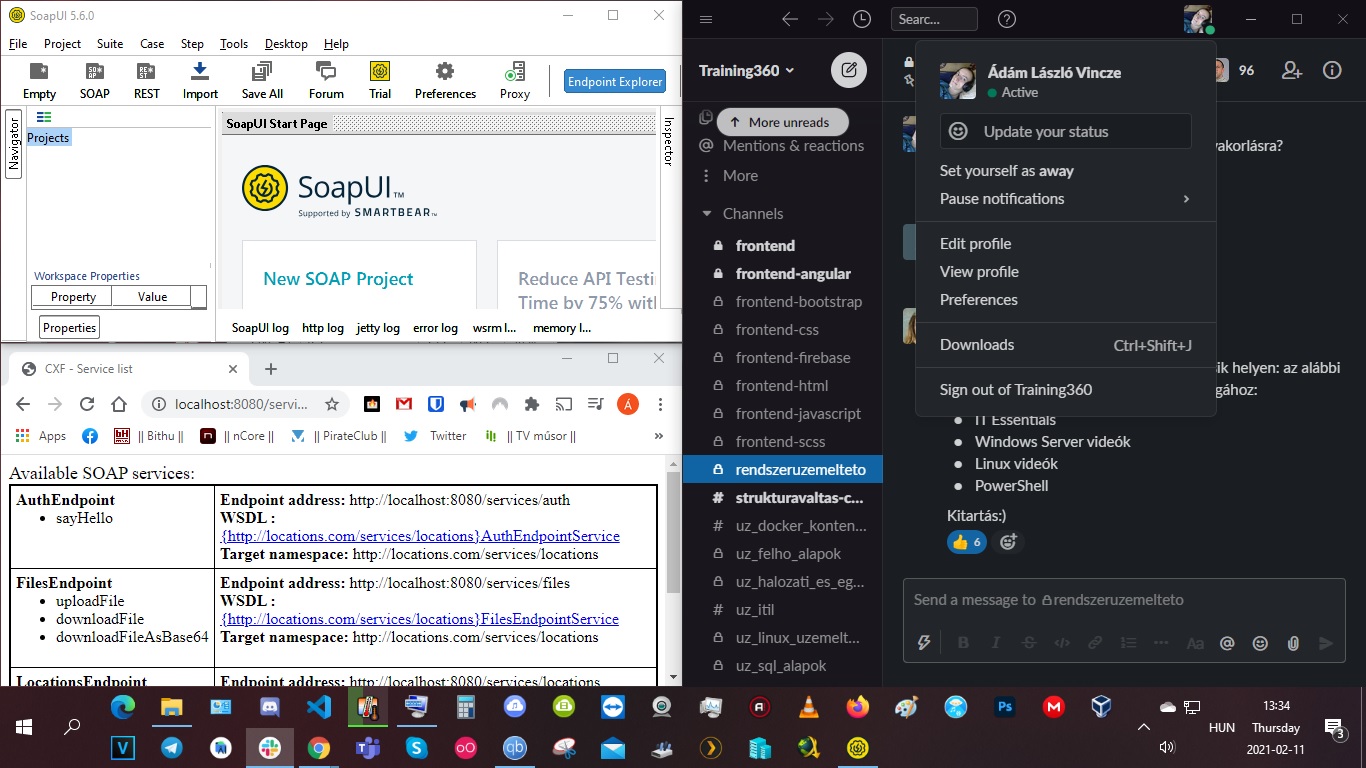 SoapUI 5.6.0
File Project Suite Case Step Tools Desktop Help
Empty SOAP REST Import Save All Forum Trial Preferences Proxy Endpoint Explorer
Navigator
Projects
Workspace Properties
Property Value
Properties
SoapUI Start Page
Inspector
SoapUI™
Supported by SMARTBEAR™
New SOAP Project
Reduce API Testi
Time by 75% wit
SoapUI log http log jetty log error log wsrm l... memory l...
CXF - Service list
localhost:8080/servi...
Apps || Bithu || || nCore || || PirateClub || Twitter || TV műsor ||
Available SOAP services:
AuthEndpoint
sayHello
Endpoint address: http://localhost:8080/services/auth
WSDL :
{http://locations.com/services/locations}AuthEndpointService
Target namespace: http://locations.com/services/locations
FilesEndpoint
uploadFile
downloadFile
downloadFileAsBase64
Endpoint address: http://localhost:8080/services/files
WSDL :
{http://locations.com/services/locations}FilesEndpointService
Target namespace: http://locations.com/services/locations
LocationsEndpoint
Endpoint address: http://localhost:8080/services/locations
Searc...
Training360
More unreads
Mentions & reactions
More
Channels
frontend
frontend-angular
frontend-bootstrap
frontend-css
frontend-firebase
frontend-html
frontend-javascript
frontend-scss
rendszeruzemelteto
strukturavaltas-c...
uz_docker_konten...
uz_felho_alapok
uz_halozati_es_eg...
uz_itil
uz_linux_uzemelt...
uz_sql_alapok
96
Ádám László Vincze
Active
Update your status
Set yourself as away
Pause notifications
Edit profile
View profile
Preferences
Downloads Ctrl+Shift+J
Sign out of Training360
yakorlásra?
sik helyen: az alábbi
gához:
IT Essentials
Windows Server videók
Linux videók
PowerShell
Kitartás:)
6
Send a message to rendszeruzemelteto
HUN
13:34
Thursday
2021-02-11
3